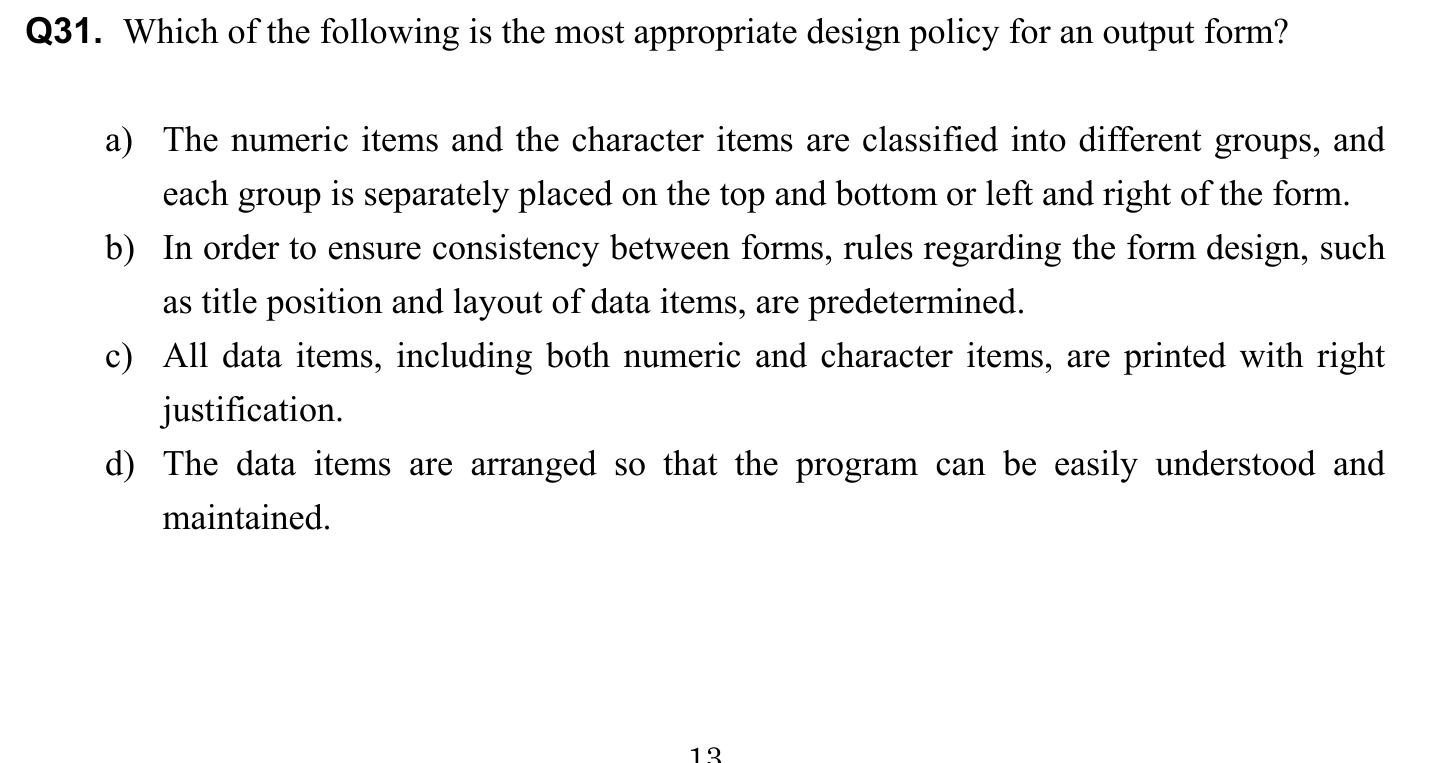 Q31. Which of the following is the most appropriate design policy for an output form?
a) The numeric items and the character items are classified into different groups, and
each group is separately placed on the top and bottom or left and right of the form.
b) In order to ensure consistency between forms, rules regarding the form design, such
as title position and layout of data items, are predetermined.
c) All data items, including both numeric and character items, are printed with right
justification.
d) The data items are arranged so that the program can be easily understood and
maintained.
13